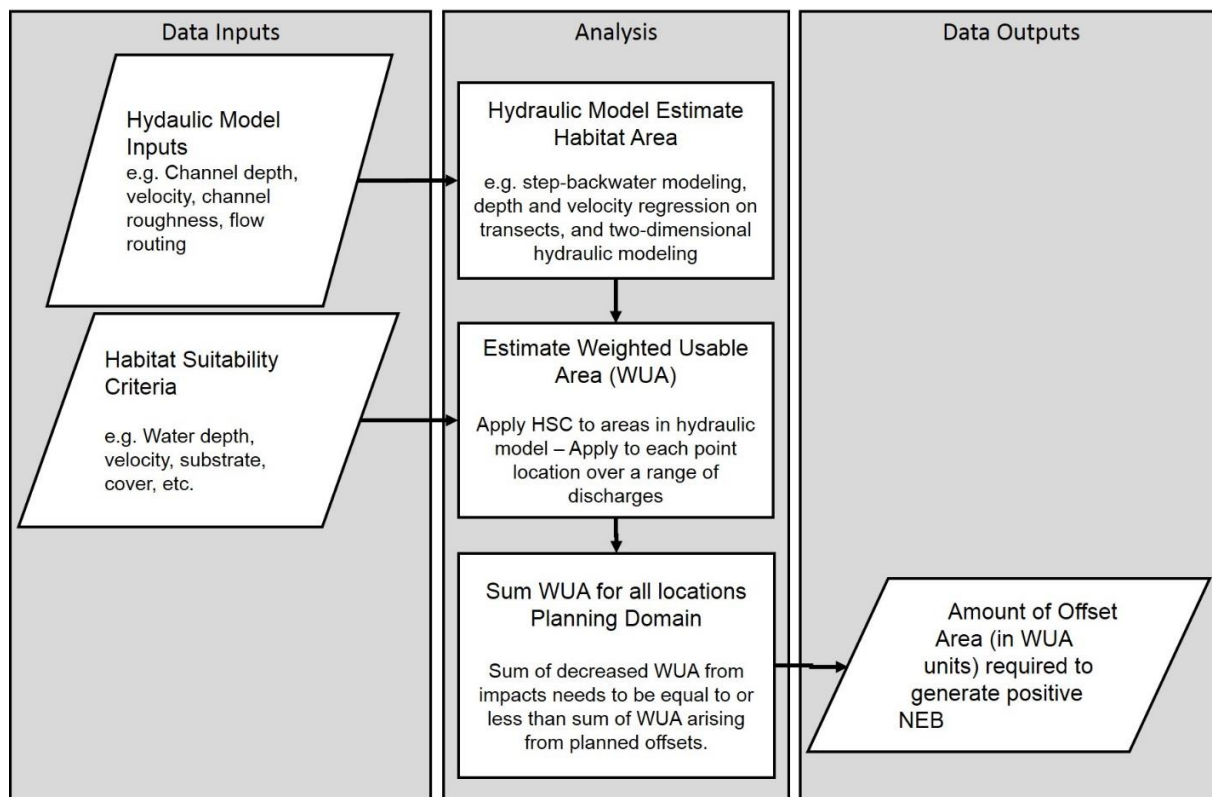 Data Inputs
Hydaulic Model
Inputs
e.g. Channel depth,
velocity, channel
roughness, flow
routing
Habitat Suitability
Criteria
e.g. Water depth,
velocity, substrate,
cover, etc.
Analysis
Hydraulic Model Estimate
Habitat Area
e.g. step-backwater modeling,
depth and velocity regression on
transects, and two-dimensional
hydraulic modeling
Estimate Weighted Usable
Area (WUA)
Apply HSC to areas in hydraulic
model – Apply to each point
location over a range of
discharges
Sum WUA for all locations
Planning Domain
Sum of decreased WUA from
impacts needs to be equal to or
less than sum of WUA arising
from planned offsets.
Data Outputs
Amount of Offset
Area (in WUA
units) required to
generate positive
NEB